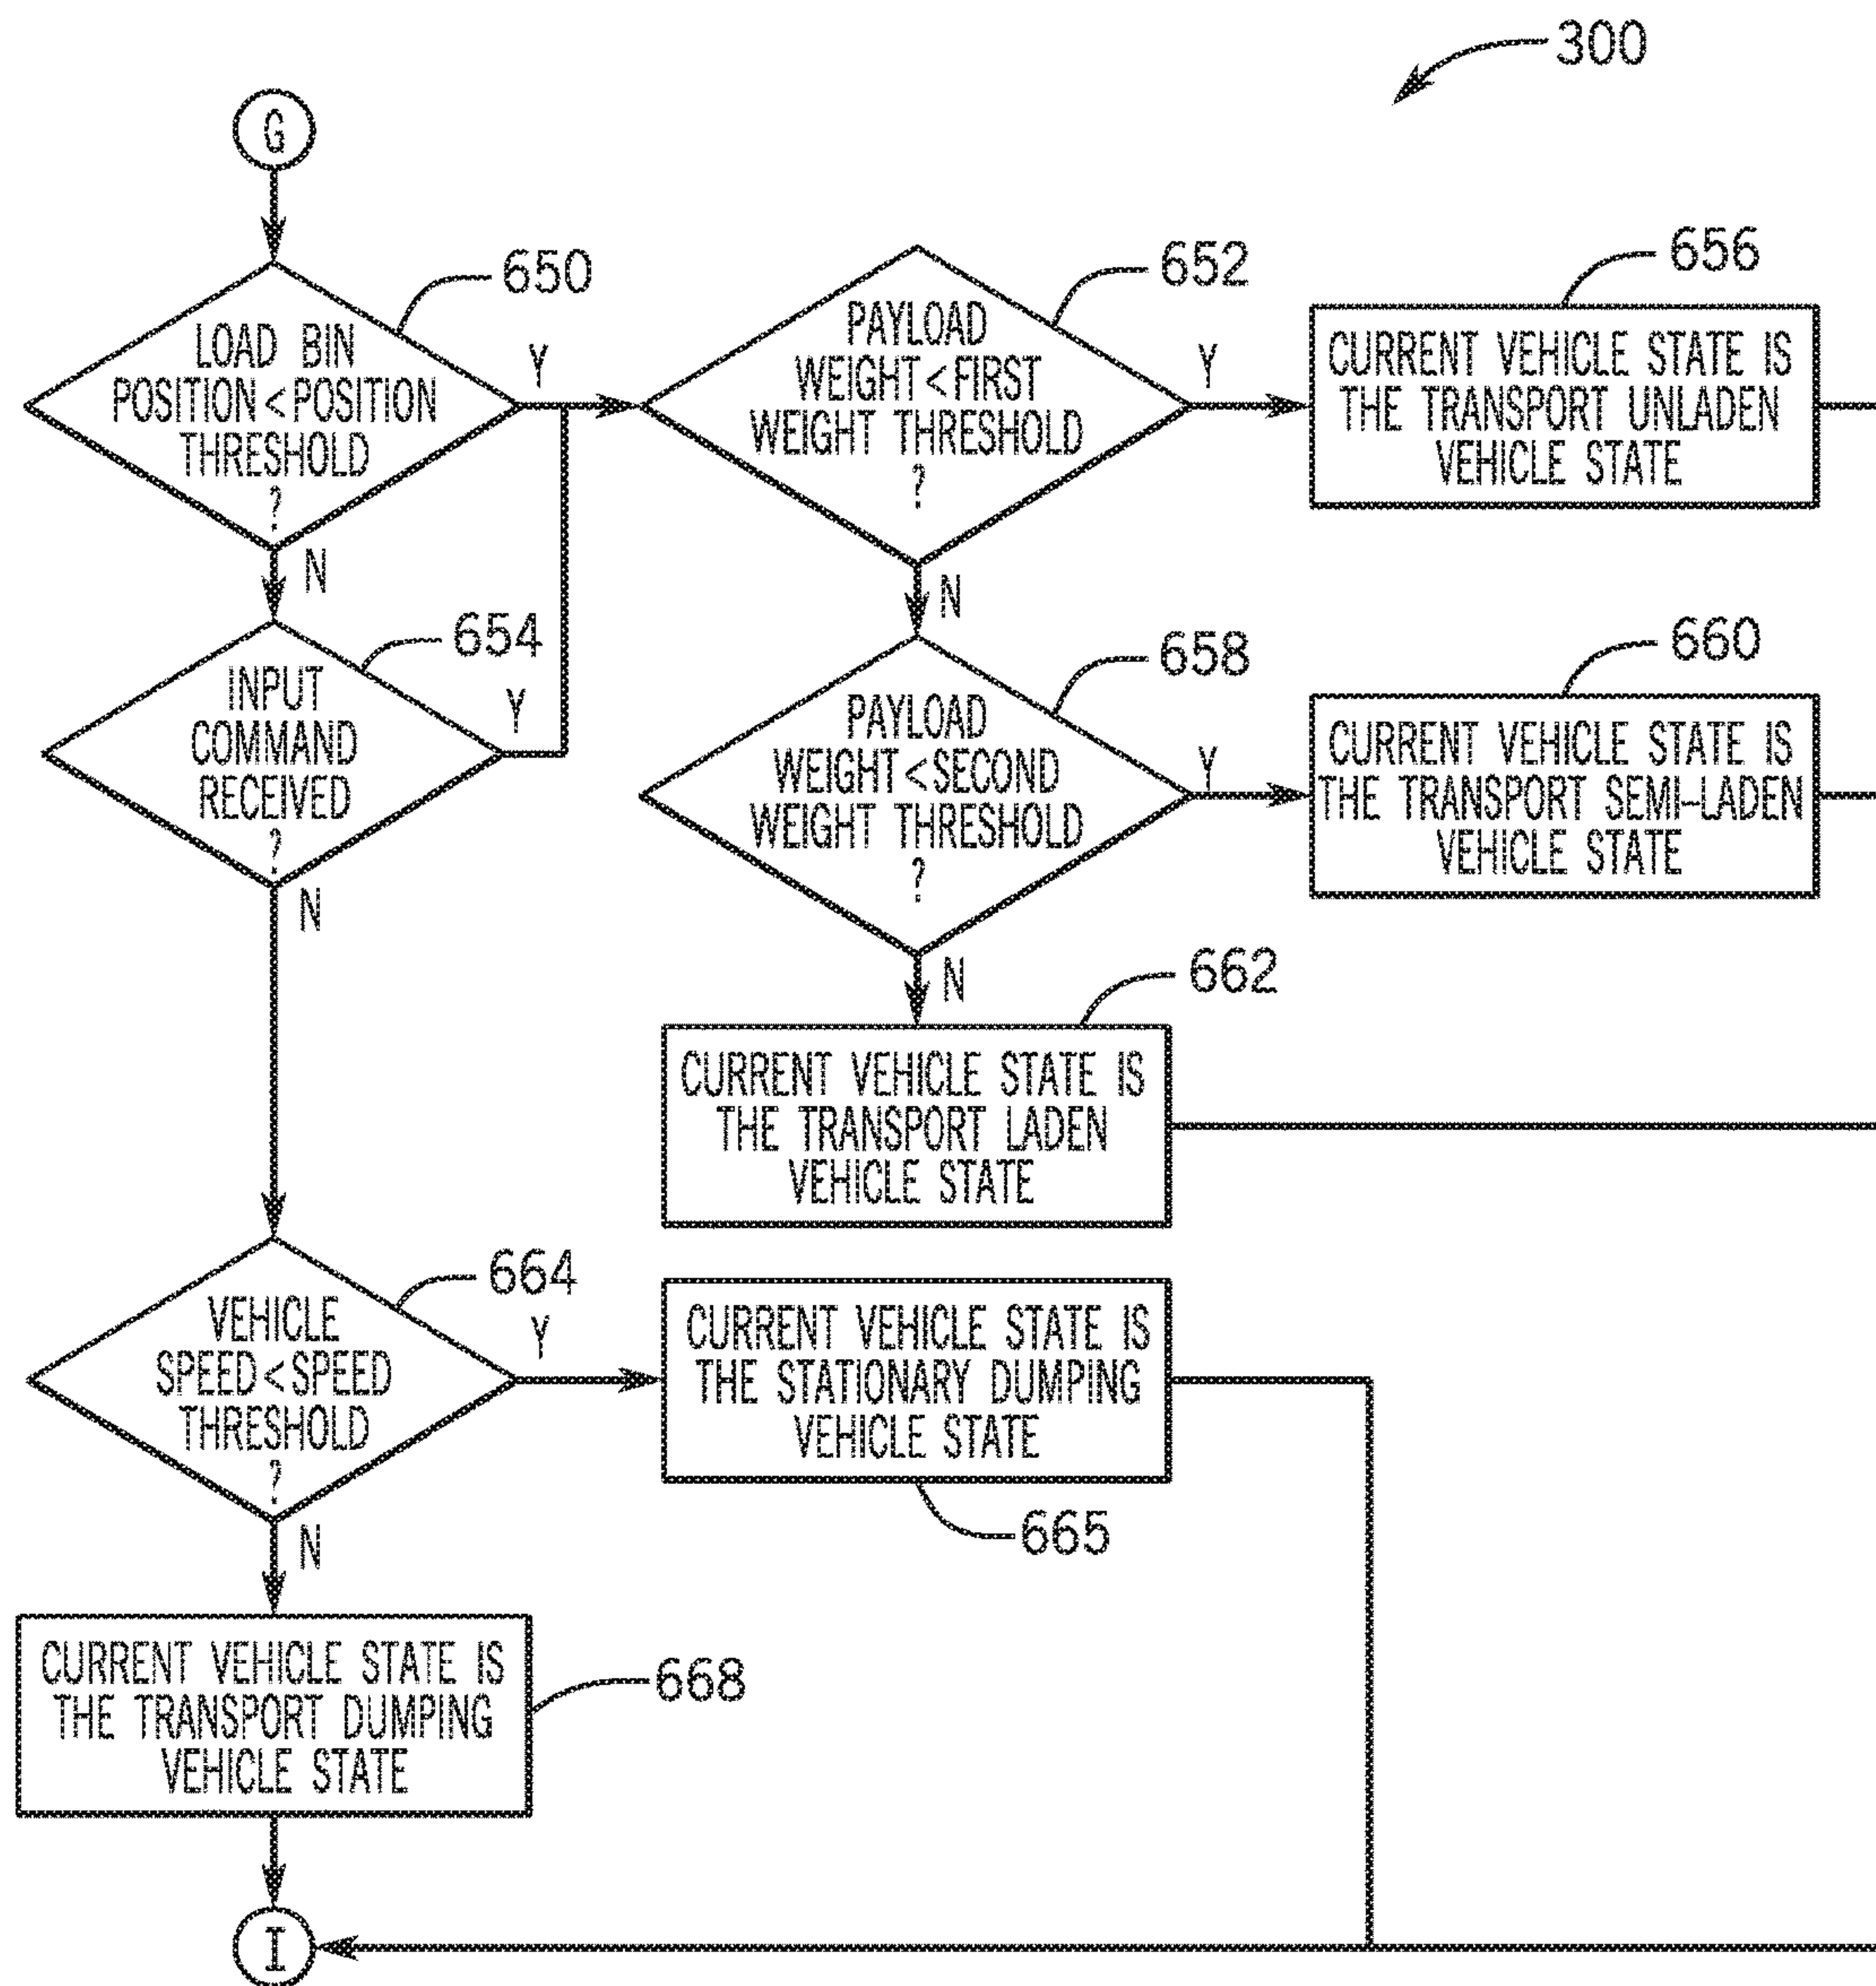 300
G
650
LOAD BIN
POSITION < POSITION
THRESHOLD
?
Y
N
652
PAYLOAD
WEIGHT < FIRST
WEIGHT THRESHOLD
?
Y
N
656
CURRENT VEHICLE STATE IS
THE TRANSPORT UNLADEN
VEHICLE STATE
654
INPUT
COMMAND
RECEIVED
?
Y
N
658
PAYLOAD
WEIGHT < SECOND
WEIGHT THRESHOLD
?
Y
N
660
CURRENT VEHICLE STATE IS
THE TRANSPORT SEMI-LADEN
VEHICLE STATE
662
CURRENT VEHICLE STATE IS
THE TRANSPORT LADEN
VEHICLE STATE
664
VEHICLE
SPEED < SPEED
THRESHOLD
?
Y
N
CURRENT VEHICLE STATE IS
THE STATIONARY DUMPING
VEHICLE STATE
665
CURRENT VEHICLE STATE IS
THE TRANSPORT DUMPING
VEHICLE STATE
668
I